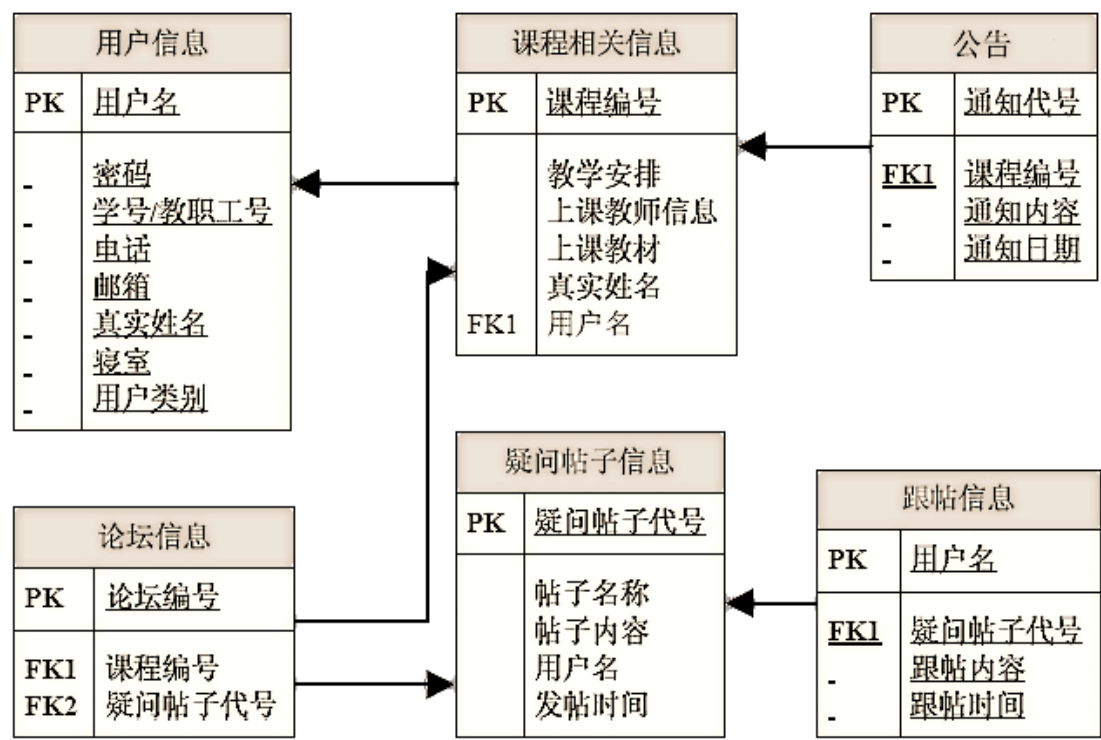 用户信息
PK 用户名
- 密码
- 学号/教职工号
- 电话
- 邮箱
- 真实姓名
- 寝室
- 用户类别
课程相关信息
PK 课程编号
教学安排
上课教师信息
上课教材
真实姓名
FK1 用户名
公告
PK 通知代号
FK1 课程编号
- 通知内容
- 通知日期
论坛信息
PK 论坛编号
FK1 课程编号
FK2 疑问帖子代号
疑问帖子信息
PK 疑问帖子代号
帖子名称
帖子内容
用户名
发帖时间
跟帖信息
PK 用户名
FK1 疑问帖子代号
- 跟帖内容
- 跟帖时间